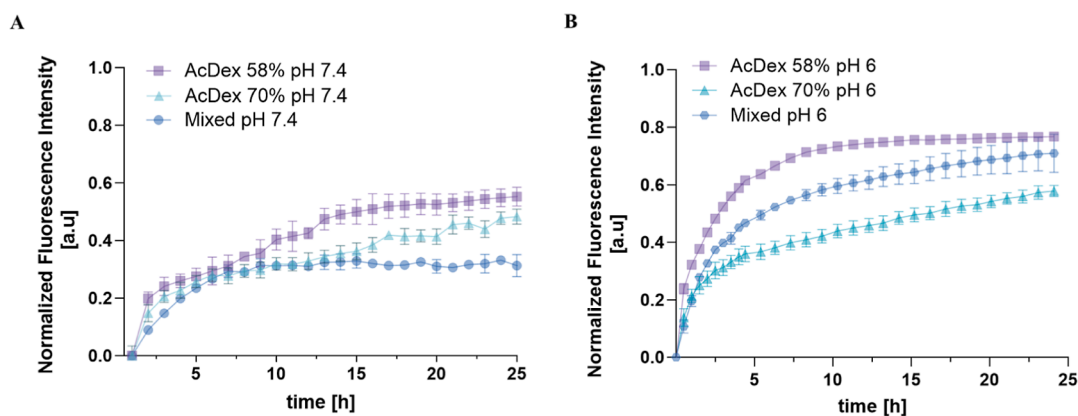 A
Normalized Fluorescence Intensity
[a.u]
1.0
0.8
0.6
0.4
0.2
0.0
AcDex 58% pH 7.4
AcDex 70% pH 7.4
Mixed pH 7.4
5
10
15
20
25
time [h]
B
Normalized Fluorescence Intensity
[a.u]
1.0
0.8
0.6
0.4
0.2
0.0
AcDex 58% pH 6
AcDex 70% pH 6
Mixed pH 6
5
10
15
20
25
time [h]